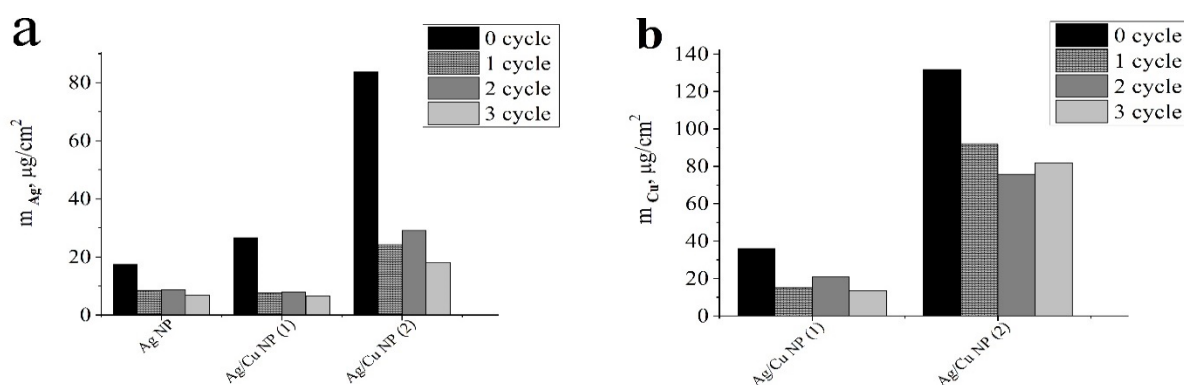 a
0 cycle
1 cycle
2 cycle
3 cycle
80
60
40
20
0
m Ag, μg/cm²
Ag NP
Ag/Cu NP (1)
Ag/Cu NP (2)
b
0 cycle
1 cycle
2 cycle
3 cycle
140
120
100
80
60
40
20
0
m Cu, μg/cm²
Ag/Cu NP (1)
Ag/Cu NP (2)